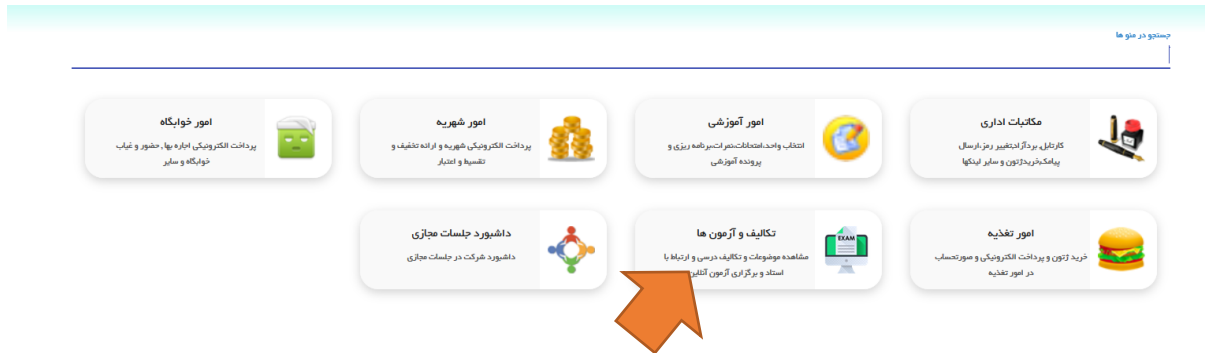 جستجو در منو ها
مکاتبات اداری
کارتابل، برد آزاد،تغییر رمز،ارسال
پیامک،خریدژتون و سایر لینکها
امور آموزشی
انتخاب واحد،امتحانات،نمرات،برنامه ریزی و
پرونده آموزشی
امور شهریه
پرداخت الکترونیکی شهریه و ارائه تخفیف و
تقسیط و اعتبار
امور خوابگاه
پرداخت الکترونیکی اجاره بها , حضور و غیاب
خوابگاه و سایر
امور تغذیه
خرید ژتون و پرداخت الکترونیکی و صورتحساب
در امور تغذیه
EXAM
تکالیف و آزمون ها
مشاهده موضوعات و تکالیف درسی و ارتباط با
استاد و برگزاری آزمون آنلاین
داشبورد جلسات مجازی
داشبورد شرکت در جلسات مجازی